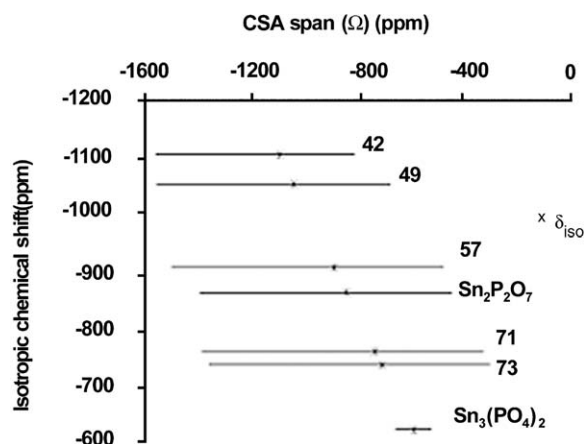 CSA span (Ω) (ppm)
-1600 -1200 -800 -400 0
Isotropic chemical shift(ppm)
-1200
-1100
-1000
-900
-800
-700
-600
42
49
57
Sn₂P₂O₇
71
73
Sn₃(PO₄)₂
x δiso